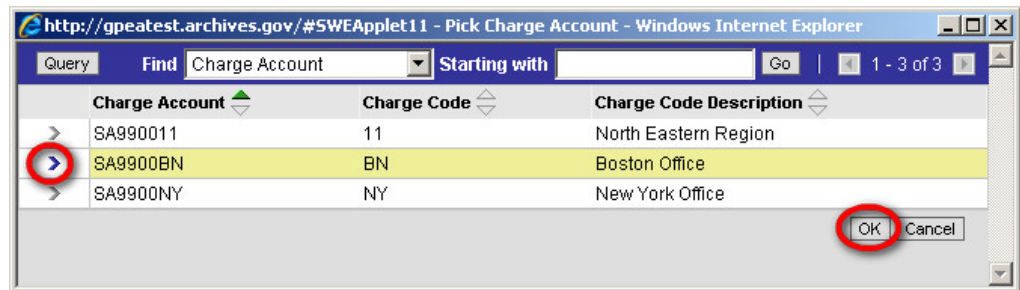 http://gpeatest.archives.gov/#SWEApplet11 - Pick Charge Account - Windows Internet Explorer
Query Find Charge Account Starting with Go | 1 - 3 of 3
Charge Account Charge Code Charge Code Description
SA990011 11 North Eastern Region
SA9900BN BN Boston Office
SA9900NY NY New York Office
OK Cancel